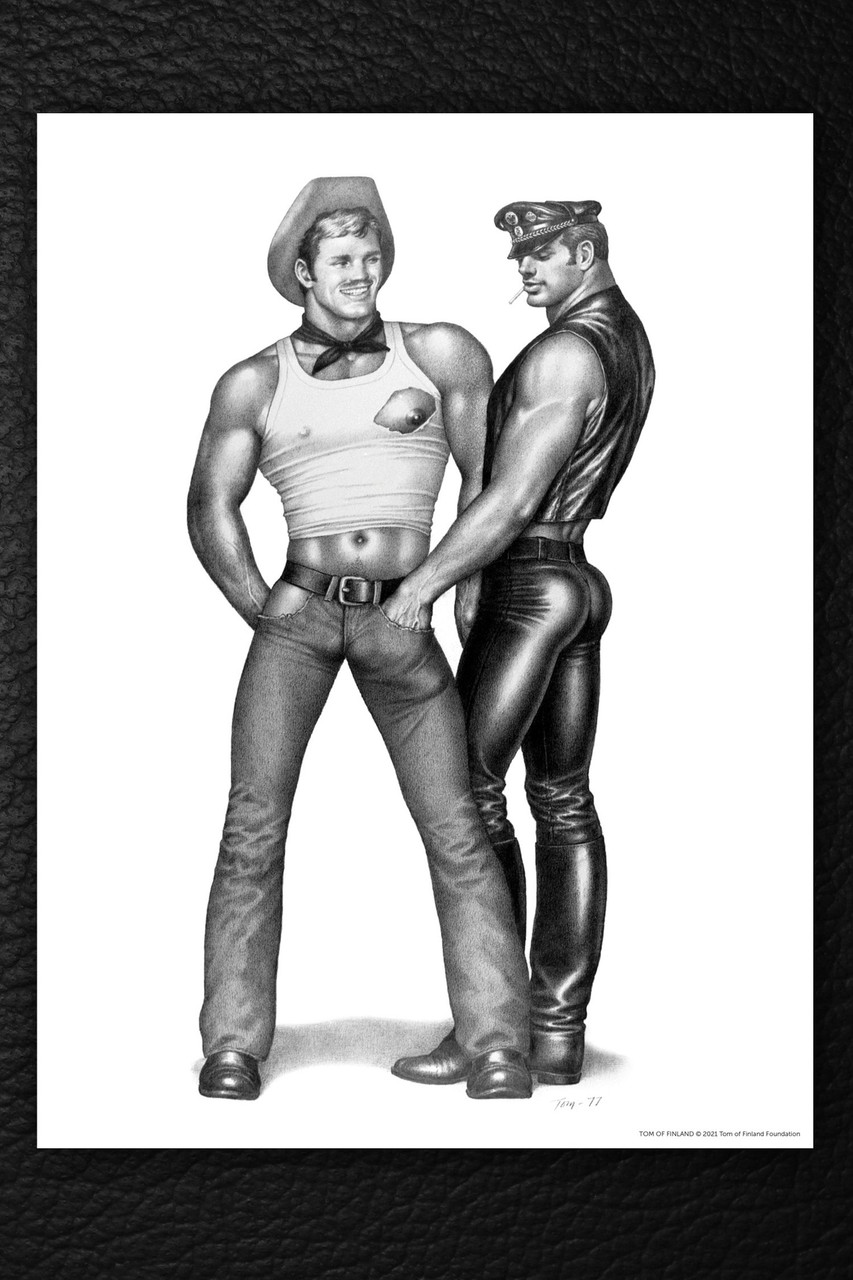 Tom - '77
TOM OF FINLAND © 2021 Tom of Finland Foundation